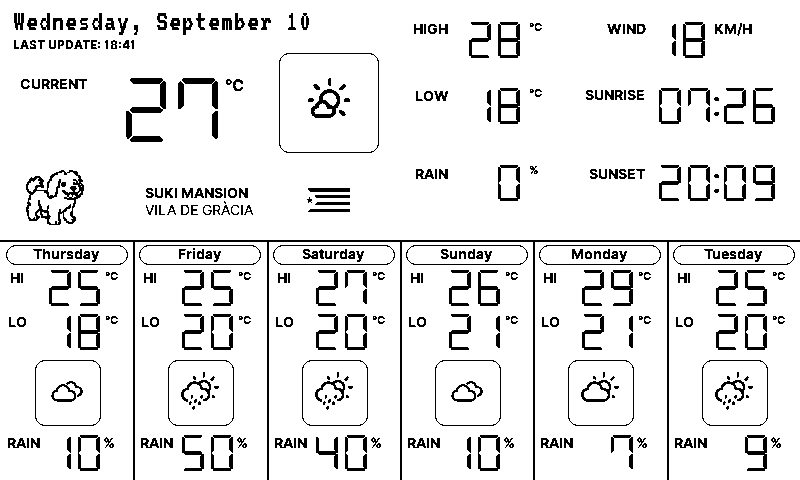 Wednesday, September 10
LAST UPDATE: 18:41
CURRENT 27 °C
SUKI MANSION
VILA DE GRÀCIA
HIGH 28 °C
LOW 18 °C
RAIN 0 %
WIND 18 KM/H
SUNRISE 07:26
SUNSET 20:09
Thursday
HI 25 °C
LO 18 °C
RAIN 10 %
Friday
HI 25 °C
LO 20 °C
RAIN 50 %
Saturday
HI 27 °C
LO 20 °C
RAIN 40 %
Sunday
HI 26 °C
LO 21 °C
RAIN 10 %
Monday
HI 29 °C
LO 21 °C
RAIN 7 %
Tuesday
HI 25 °C
LO 20 °C
RAIN 9 %